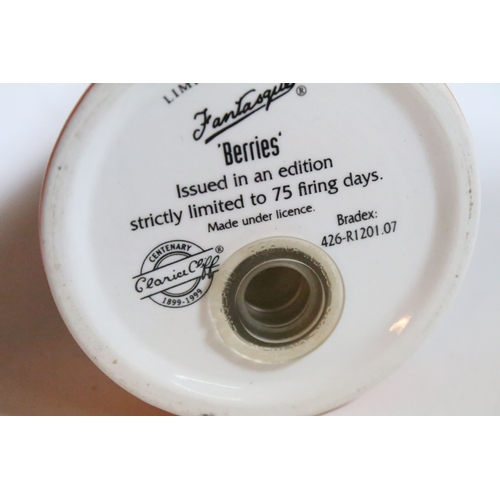 Fantasque ®
'Berries'
Issued in an edition
strictly limited to 75 firing days.
Made under licence.
Bradex:
426-R1201.07
CENTENARY
Clarice Cliff
1899-1999